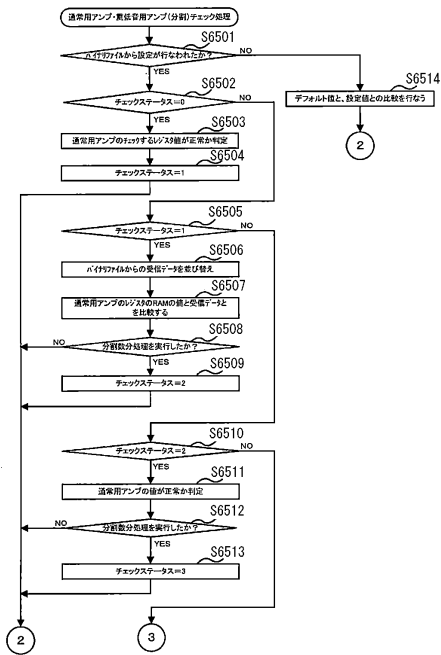 通常用アンプ・重低音用アンプ(分割)チェック処理
S6501
バイナリファイルから設定が行なわれたか?
NO
YES
S6514
デフォルト値と、設定値との比較を行なう
2
S6502
チェックステータス=0
NO
YES
S6503
通常用アンプのチェックするレジスタ値が正常か判定
S6504
チェックステータス=1
S6505
チェックステータス=1
NO
YES
S6506
バイナリファイルからの受信データを並び替え
S6507
通常用アンプのレジスタのRAMの値と受信データと
を比較する
S6508
分割数分処理を実行したか?
NO
YES
S6509
チェックステータス=2
S6510
チェックステータス=2
NO
YES
S6511
通常用アンプの値が正常か判定
S6512
分割数分処理を実行したか?
NO
YES
S6513
チェックステータス=3
2
3